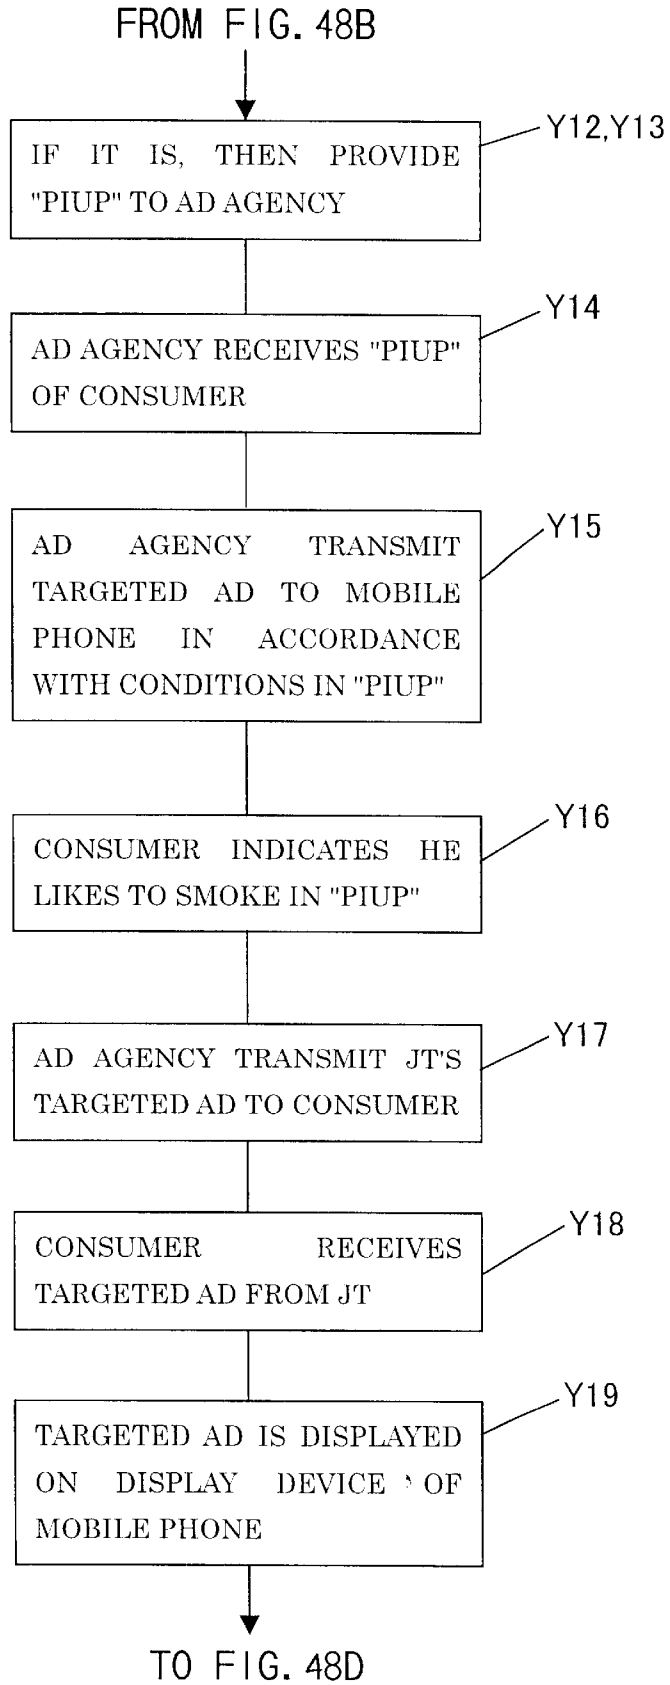 FROM FIG. 48B
Y12,Y13
IF IT IS, THEN PROVIDE
"PIUP" TO AD AGENCY
Y14
AD AGENCY RECEIVES "PIUP"
OF CONSUMER
Y15
AD AGENCY TRANSMIT
TARGETED AD TO MOBILE
PHONE IN ACCORDANCE
WITH CONDITIONS IN "PIUP"
Y16
CONSUMER INDICATES HE
LIKES TO SMOKE IN "PIUP"
Y17
AD AGENCY TRANSMIT JT'S
TARGETED AD TO CONSUMER
Y18
CONSUMER RECEIVES
TARGETED AD FROM JT
Y19
TARGETED AD IS DISPLAYED
ON DISPLAY DEVICE OF
MOBILE PHONE
TO FIG. 48D